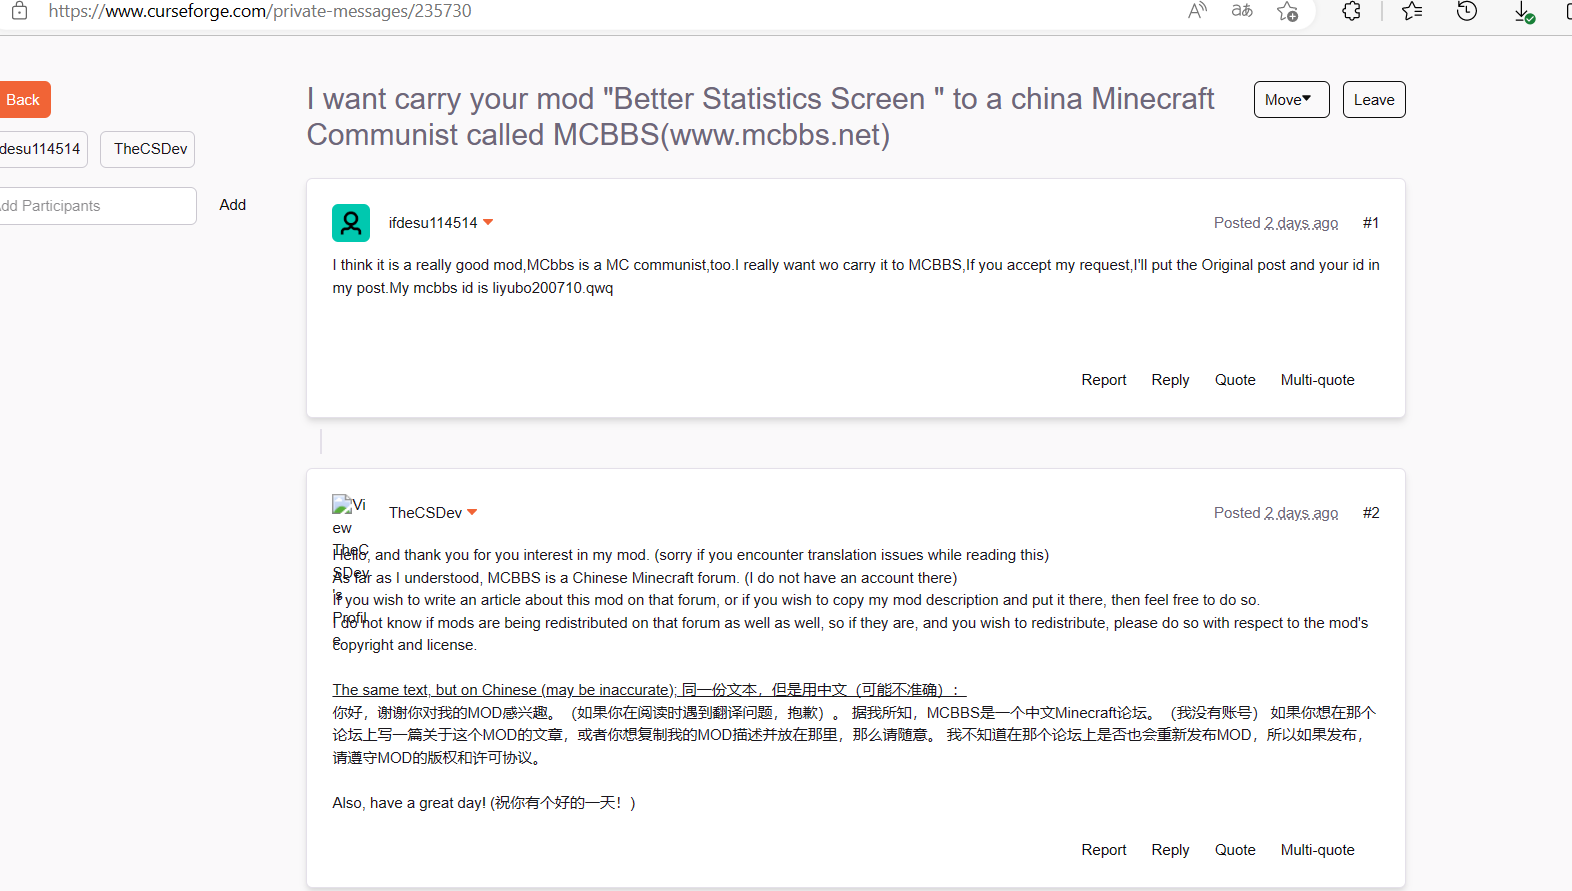 https://www.curseforge.com/private-messages/235730
Back
desu114514
TheCSDev
dd Participants
Add
I want carry your mod "Better Statistics Screen " to a china Minecraft
Communist called MCBBS(www.mcbbs.net)
Move
Leave
ifdesu114514
Posted 2 days ago
#1
I think it is a really good mod,MCbbs is a MC communist,too.I really want wo carry it to MCBBS,If you accept my request,I'll put the Original post and your id in
my post.My mcbbs id is liyubo200710.qwq
Report Reply Quote Multi-quote
View TheCSDev's Profile
TheCSDev
Posted 2 days ago
#2
Hello, and thank you for you interest in my mod. (sorry if you encounter translation issues while reading this)
As far as I understood, MCBBS is a Chinese Minecraft forum. (I do not have an account there)
If you wish to write an article about this mod on that forum, or if you wish to copy my mod description and put it there, then feel free to do so.
I do not know if mods are being redistributed on that forum as well as well, so if they are, and you wish to redistribute, please do so with respect to the mod's
copyright and license.
The same text, but on Chinese (may be inaccurate); 同一份文本，但是用中文（可能不准确）：
你好，谢谢你对我的MOD感兴趣。（如果你在阅读时遇到翻译问题，抱歉）。 据我所知，MCBBS是一个中文Minecraft论坛。（我没有账号） 如果你想在那个
论坛上写一篇关于这个MOD的文章，或者你想复制我的MOD描述并放在那里，那么请随意。 我不知道在那个论坛上是否也会重新发布MOD，所以如果发布，
请遵守MOD的版权和许可协议。
Also, have a great day! (祝你有个好的一天！)
Report Reply Quote Multi-quote